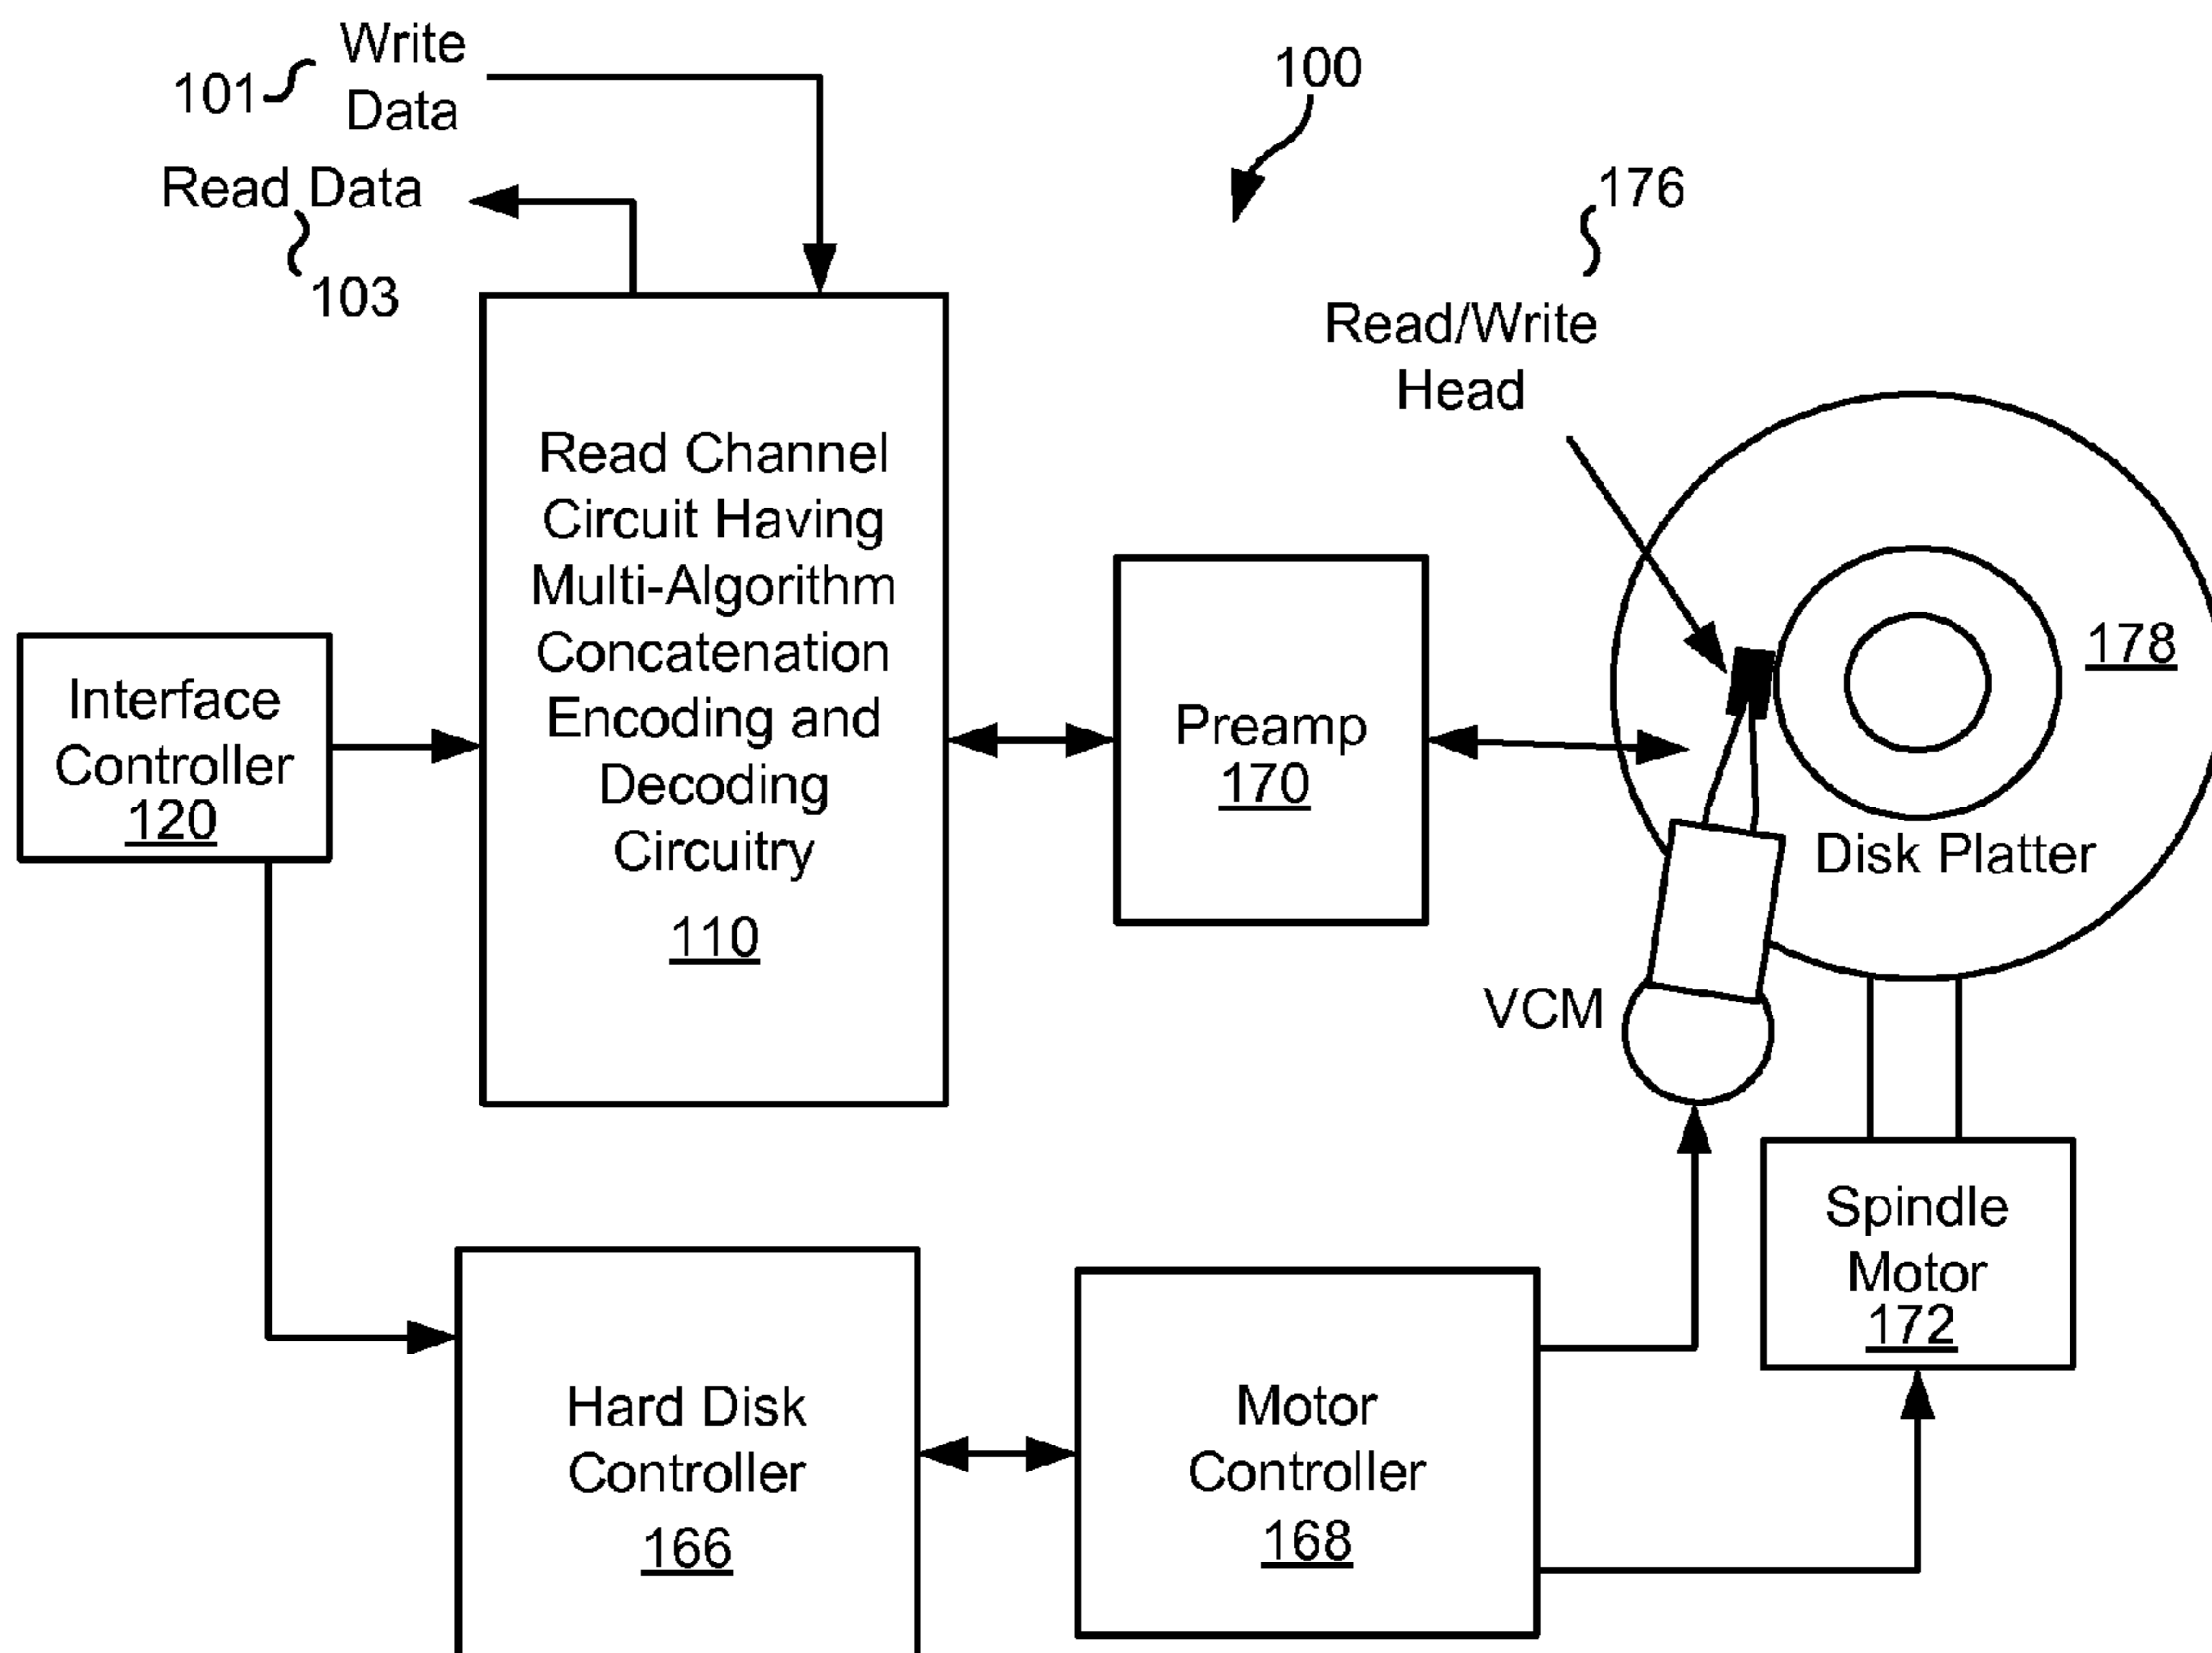 Write
101
Data
Read Data
103
100
176
Read/Write
Head
Read Channel
Circuit Having
Multi-Algorithm
Concatenation
Encoding and
Decoding
Circuitry
110
Interface
Controller
120
Preamp
170
178
Disk Platter
VCM
Spindle
Motor
172
Hard Disk
Controller
166
Motor
Controller
168